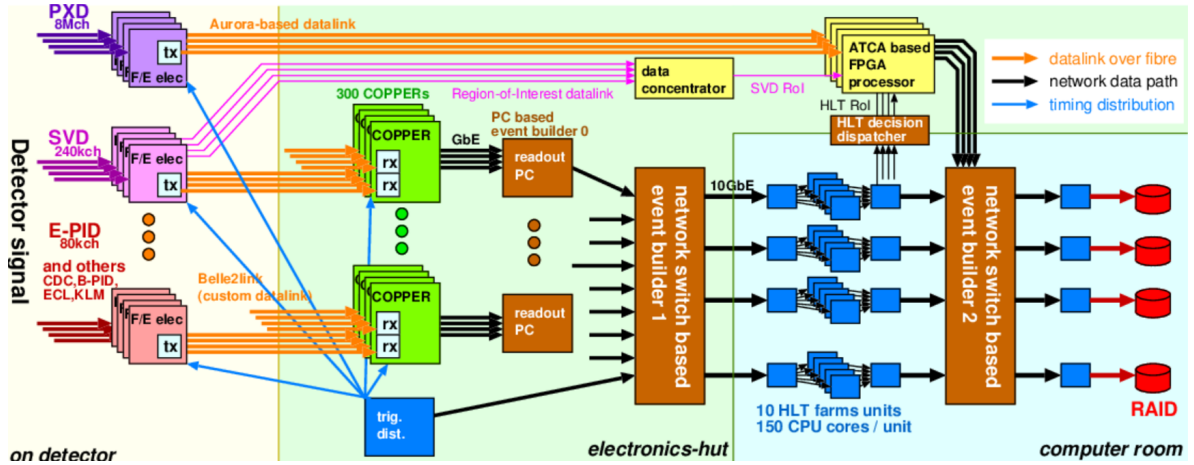 PXD
8Mch
tx
F/E elec
Aurora-based datalink
ATCA based
FPGA
processor
data
concentrator
SVD RoI
Region-of-Interest datalink
datalink over fibre
network data path
timing distribution
HLT RoI
HLT decision
dispatcher
SVD
240kch
F/E elec
tx
300 COPPERs
COPPER
rx
rx
GbE
PC based
event builder 0
readout
PC
network switch based
event builder 1
10GbE
network switch based
event builder 2
Detector signal
E-PID
80kch
and others
CDC,B-PID,
ECL,KLM
F/E elec
tx
Belle2link
(custom datalink)
COPPER
rx
rx
readout
PC
trig.
dist.
10 HLT farms units
150 CPU cores / unit
RAID
on detector
electronics-hut
computer room